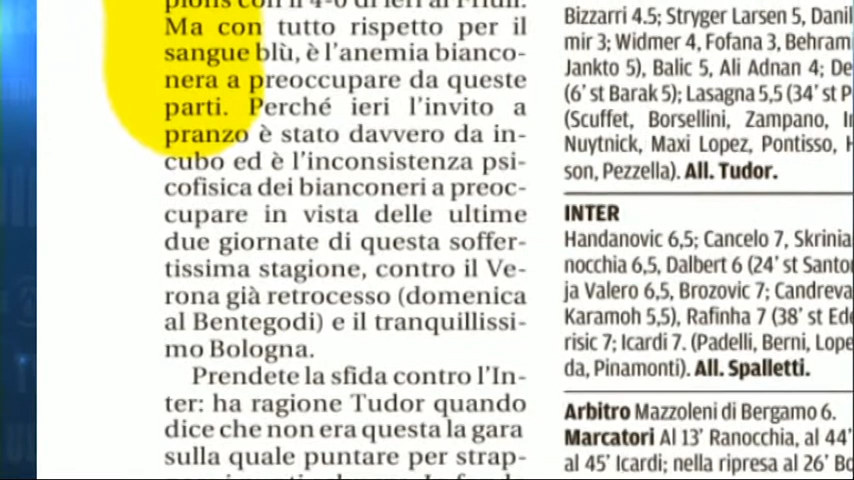 Ma con tutto rispetto per il
sangue blù, è l'anemia bianco-
nera a preoccupare da queste
parti. Perché ieri l'invito a
pranzo è stato davvero da in-
cubo ed è l'inconsistenza psi-
cofisica dei bianconeri a preoc-
cupare in vista delle ultime
due giornate di questa soffer-
tissima stagione, contro il Ve-
rona già retrocesso (domenica
al Bentegodi) e il tranquillissi-
mo Bologna.
Prendete la sfida contro l'In-
ter: ha ragione Tudor quando
dice che non era questa la gara
sulla quale puntare per strap-
Bizzarri 4.5; Stryger Larsen 5, Danil
mir 3; Widmer 4, Fofana 3, Behram
Jankto 5), Balic 5, Ali Adnan 4; De
(6' st Barak 5); Lasagna 5,5 (34' st P
(Scuffet, Borsellini, Zampano, I
Nuytnick, Maxi Lopez, Pontisso, H
son, Pezzella). All. Tudor.
INTER
Handanovic 6,5; Cancelo 7, Skrinia
nocchia 6,5, Dalbert 6 (24' st Santo
ja Valero 6,5, Brozovic 7; Candreva
Karamoh 5,5), Rafinha 7 (38' st Ede
risic 7; Icardi 7. (Padelli, Berni, Lope
da, Pinamonti). All. Spalletti.
Arbitro Mazzoleni di Bergamo 6.
Marcatori Al 13' Ranocchia, al 44'
al 45' Icardi; nella ripresa al 26' Bo